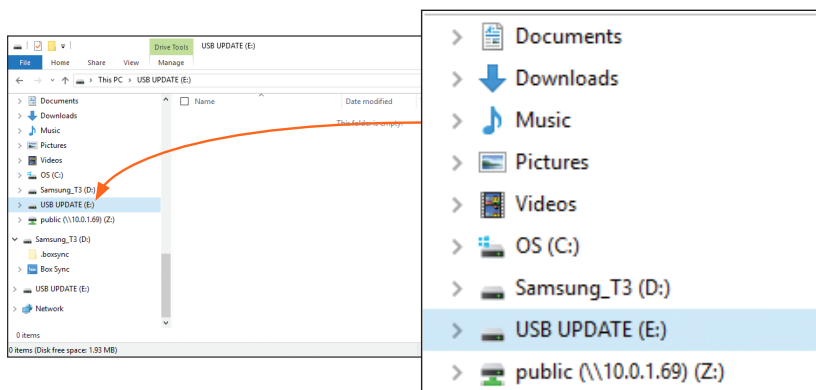 Drive Tools
USB UPDATE (E:)
File
Home
Share
View
Manage
This PC > USB UPDATE (E:)
Name
Date modified
This folder is empty.
Documents
Downloads
Music
Pictures
Videos
OS (C:)
Samsung_T3 (D:)
USB UPDATE (E:)
public (\\10.0.1.69) (Z:)
Samsung_T3 (D:)
.boxsync
Box Sync
USB UPDATE (E:)
Network
0 items
0 items (Disk free space: 1.93 MB)
Documents
Downloads
Music
Pictures
Videos
OS (C:)
Samsung_T3 (D:)
USB UPDATE (E:)
public (\\10.0.1.69) (Z:)